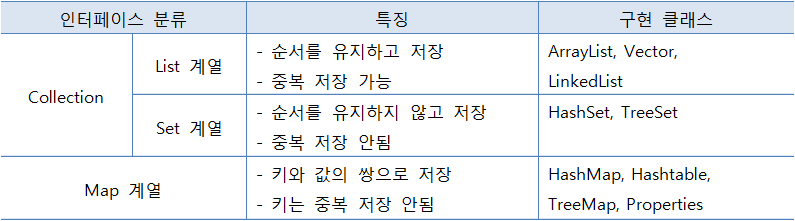 인터페이스 분류 특징 구현 클래스
Collection
List 계열
- 순서를 유지하고 저장
- 중복 저장 가능
ArrayList, Vector,
LinkedList
Set 계열
- 순서를 유지하지 않고 저장
- 중복 저장 안됨
HashSet, TreeSet
Map 계열
- 키와 값의 쌍으로 저장
- 키는 중복 저장 안됨
HashMap, Hashtable,
TreeMap, Properties